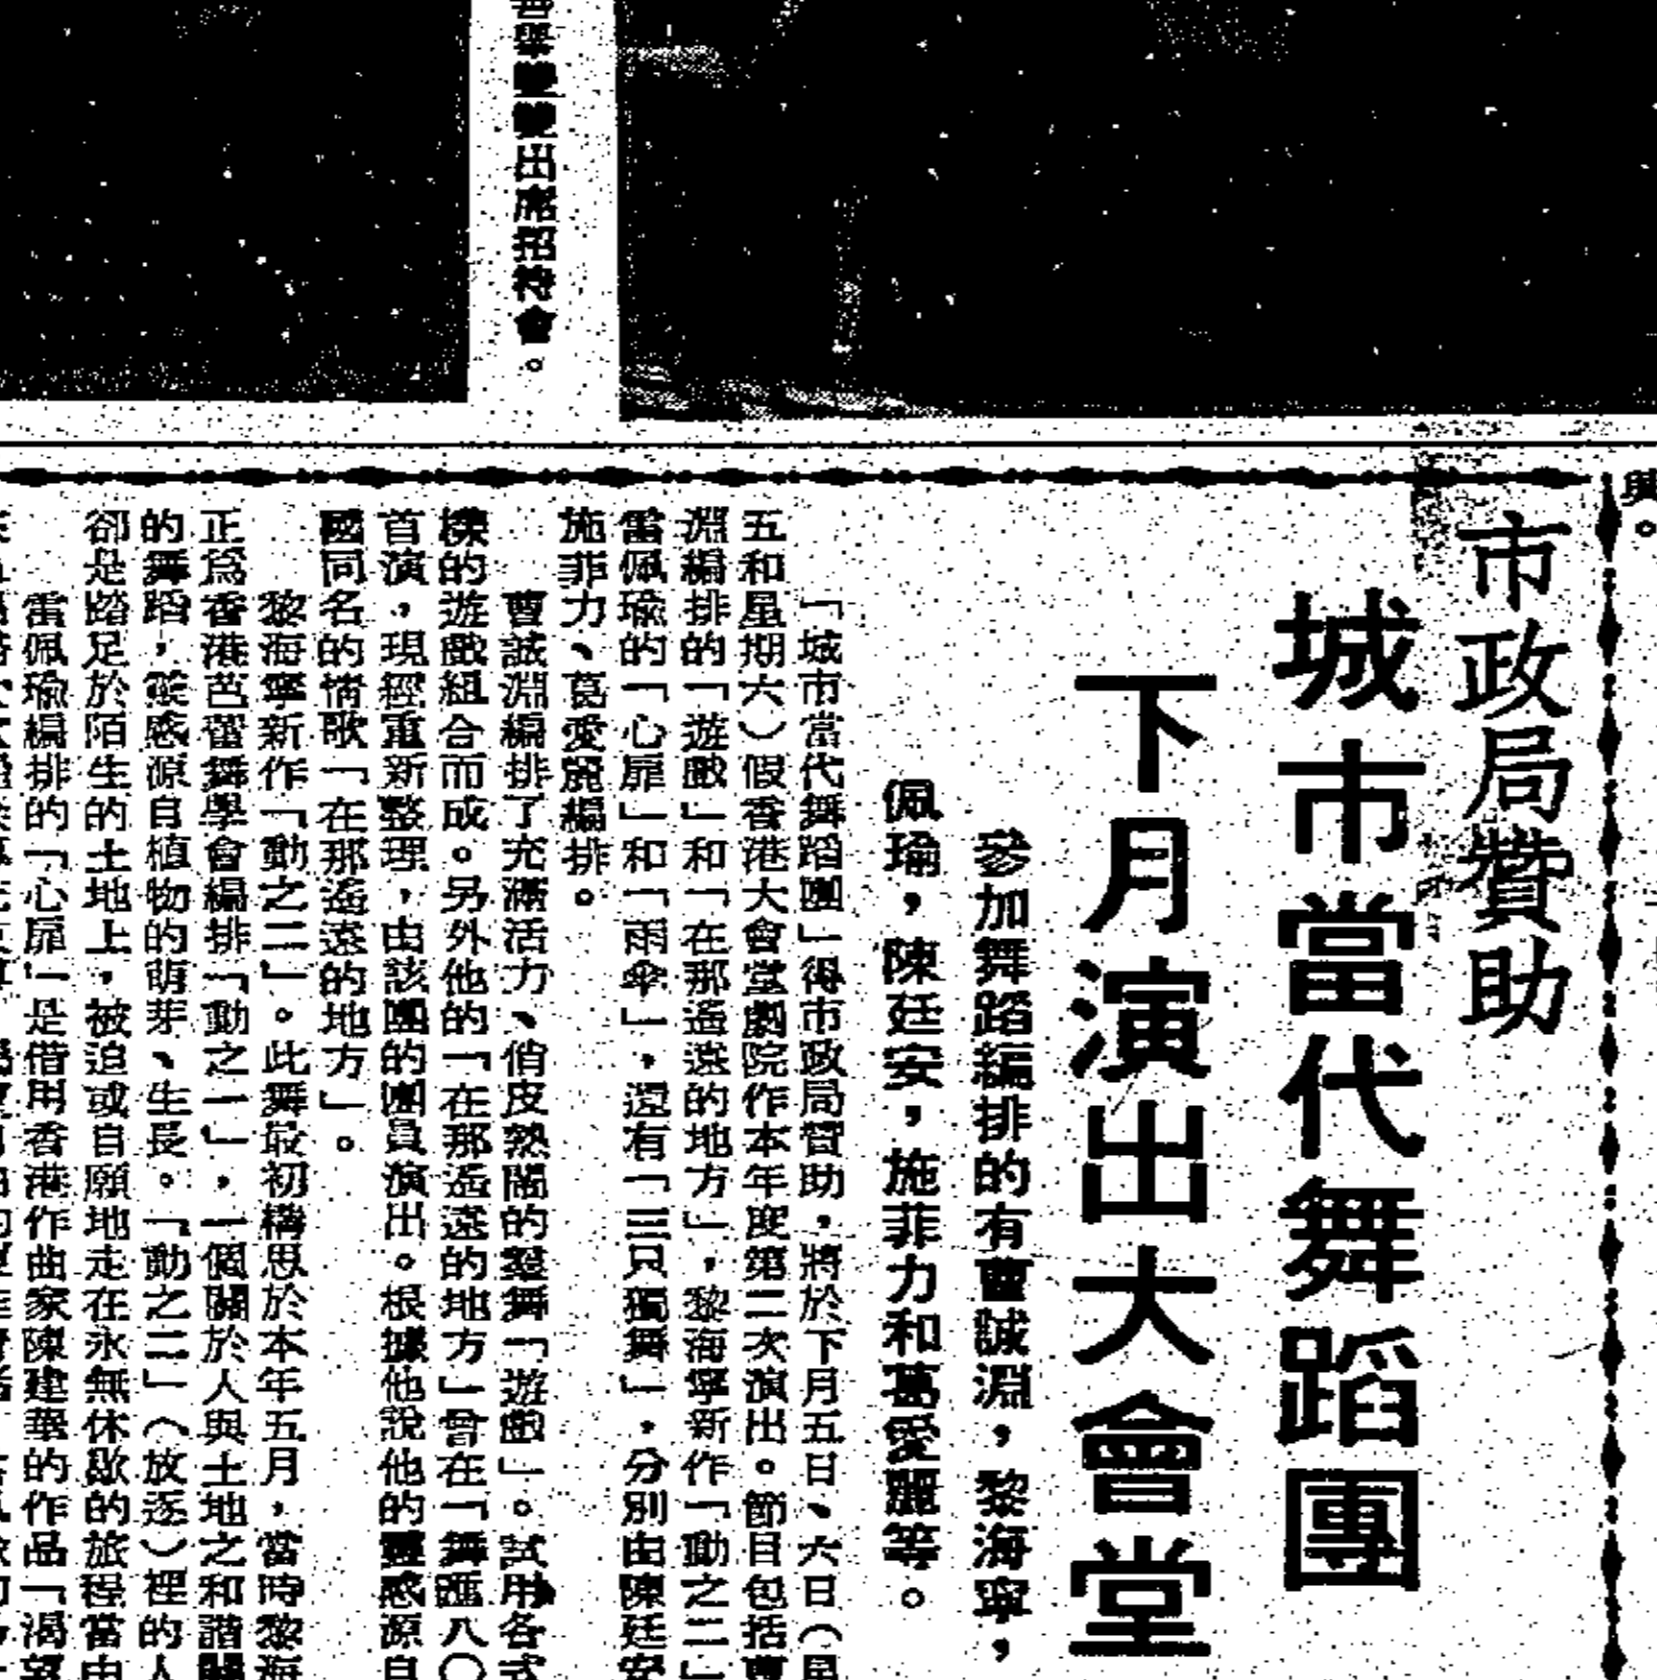 市政局贊助
城市當代舞蹈團
下月演出大會堂
參加舞蹈編排的有曹誠淵，黎海寧，
佩瑜，陳廷安，施菲力和葛愛麗等。
「城市當代舞蹈團」得市政局贊助，將於下月五日、六日（星
五和星期六）假香港大會堂劇院作本年度第二次演出。節目包括曹
淵編排的「遊戲」和「在那遙遠的地方」，黎海寧新作「動之二」
雷佩瑜的「心扉」和「雨傘」，還有「三只獨舞」，分別由陳廷安
施菲力、葛愛麗編排。
曹誠淵編排了充滿活力、俏皮熱鬧的羣舞「遊戲」。試用各式
樣的遊戲組合而成。另外他的「在那遙遠的地方」曾在「舞匯八〇
首演，現經重新整理，由該團的團員演出。根據他說他的靈感源自
國同名的情歌「在那遙遠的地方」。
黎海寧新作「動之二」。此舞最初構思於本年五月，當時黎海
正爲香港芭蕾舞學會編排「動之一」，一個關於人與土地之和諧關
的舞蹈，靈感源自植物的萌芽、生長。「動之二」（放逐）裡的人
卻是踏足於陌生的土地上，被迫或自願地走在永無休歇的旅程當中
雷佩瑜編排的「心扉」是借用香港作曲家陳建華的作品「渴望
出席招待會。
與。